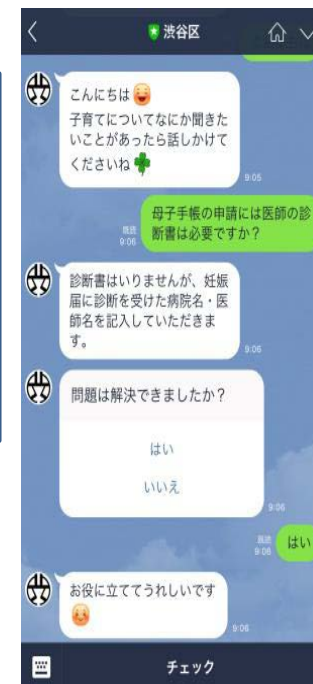 渋谷区
こんにちは
子育てについてなにか聞きた
いことがあったら話しかけて
くださいね
9:05
母子手帳の申請には医師の診
断書は必要ですか？
既読
9:06
診断書はいりませんが、妊娠
届に診断を受けた病院名・医
師名を記入していただきま
す。
9:06
問題は解決できましたか？
はい
いいえ
9:06
はい
既読
9:06
お役に立ててうれしいです
9:06
チェック